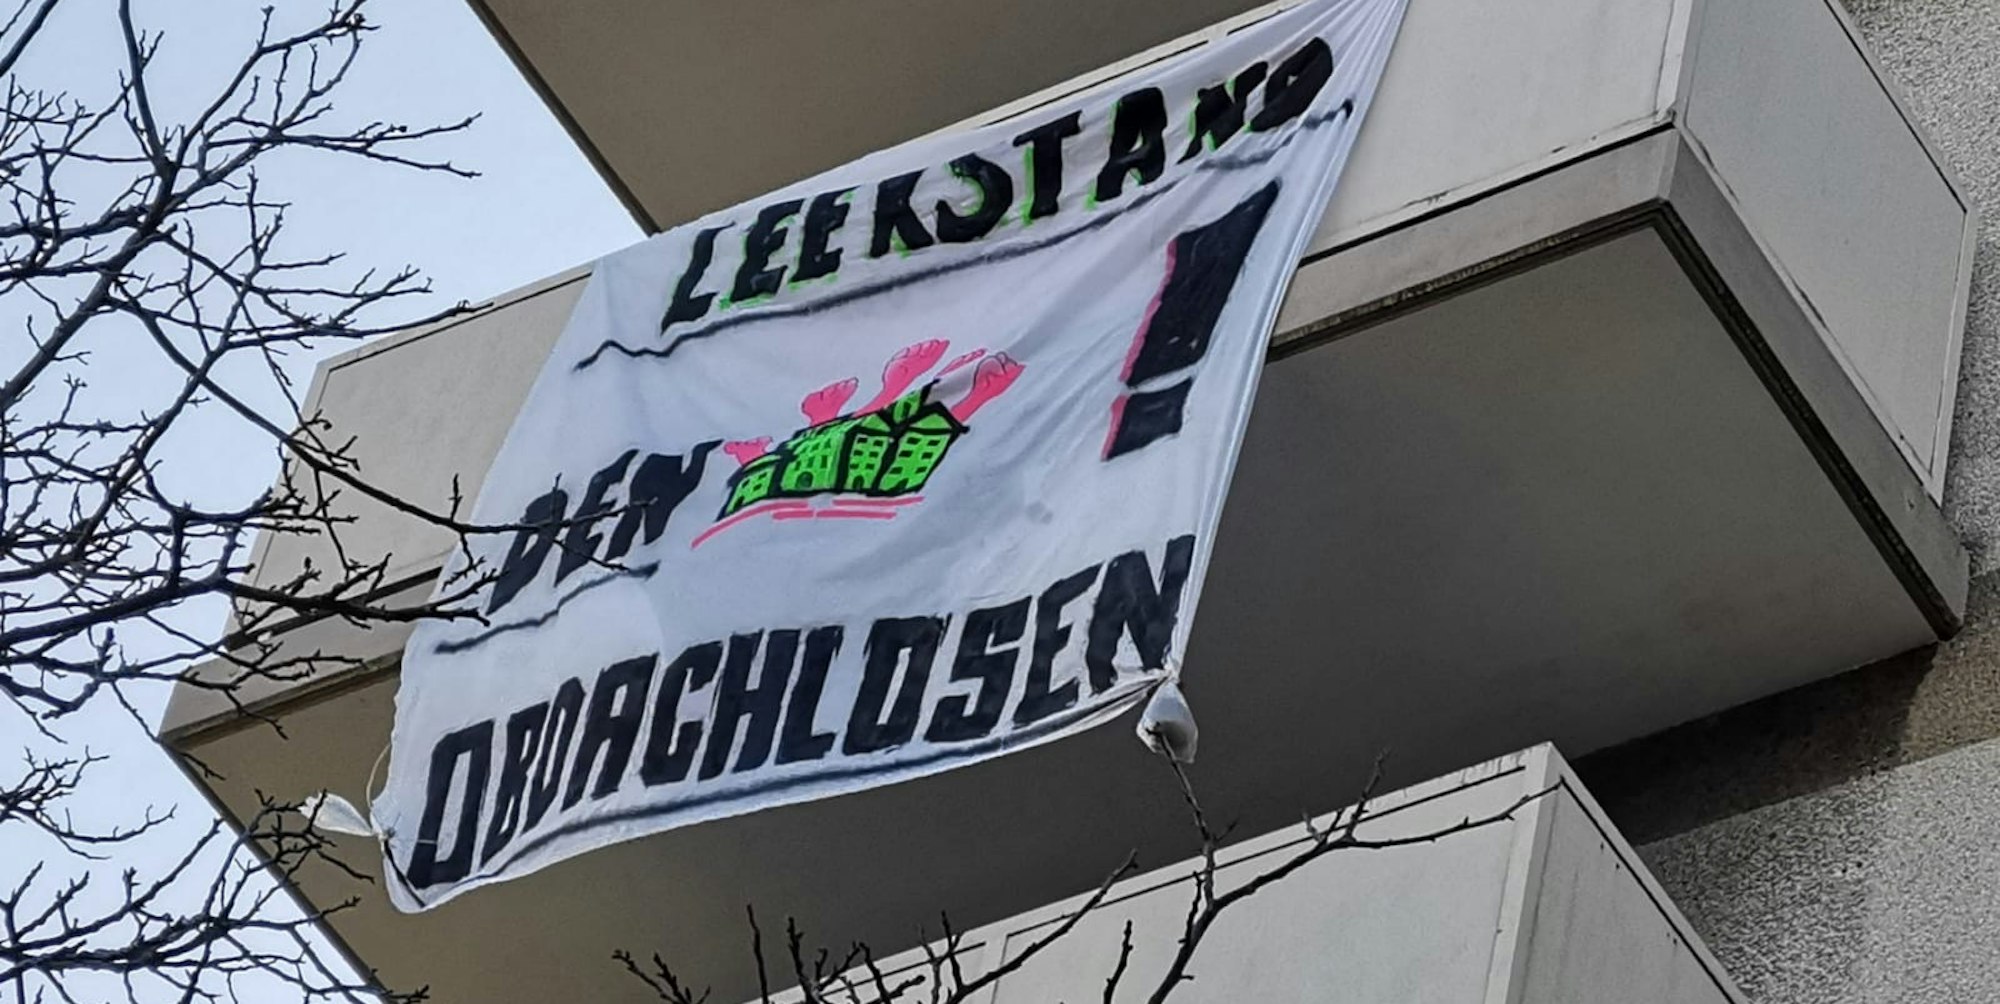 LEERSTAND
DEN !
OBDACHLOSEN